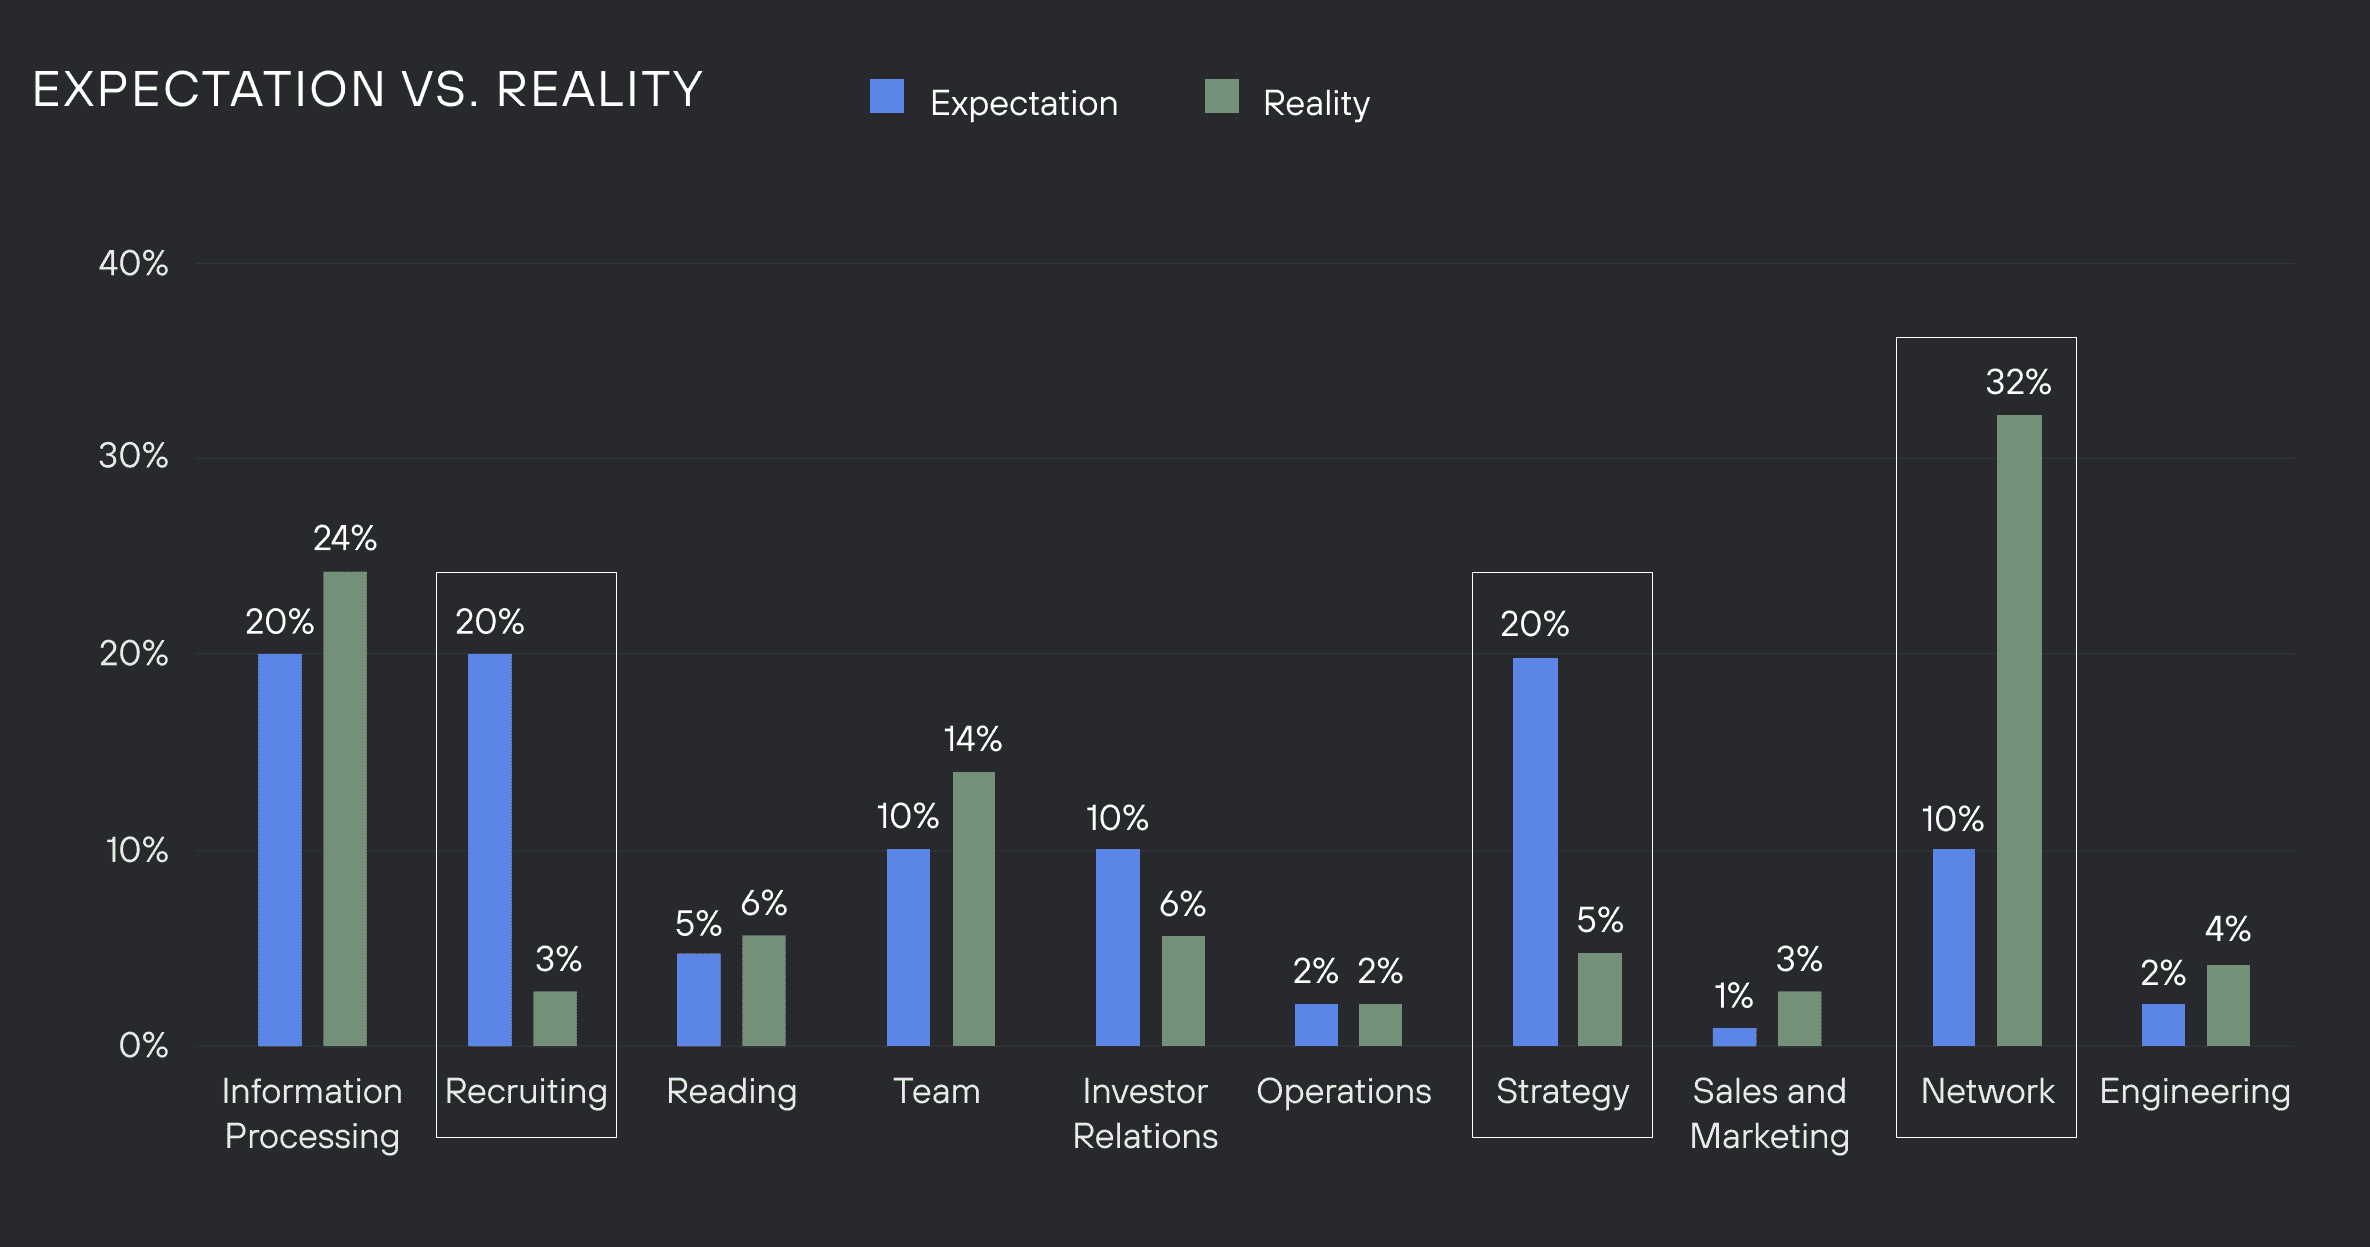 EXPECTATION VS. REALITY
Expectation
Reality
40%
30%
20%
10%
0%
20%
24%
20%
3%
5%
6%
10%
14%
10%
6%
2%
2%
20%
5%
1%
3%
10%
32%
2%
4%
Information
Processing
Recruiting
Reading
Team
Investor
Relations
Operations
Strategy
Sales and
Marketing
Network
Engineering